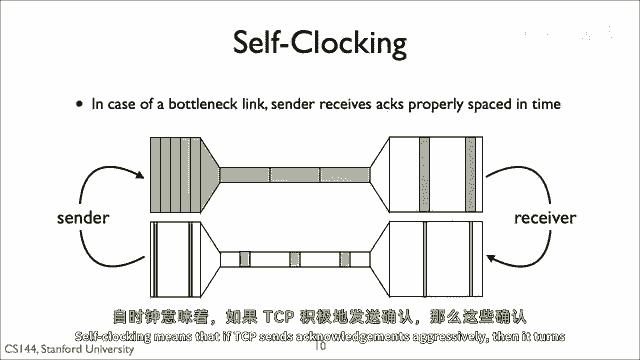 Self-Clocking
• In case of a bottleneck link, sender receives acks properly spaced in time
sender
receiver
自时钟意味着，如果 TCP 积极地发送确认，那么这些确认
Self-clocking means that if TCP sends acknowledgements aggressively, then it turns
CS144, Stanford University
10